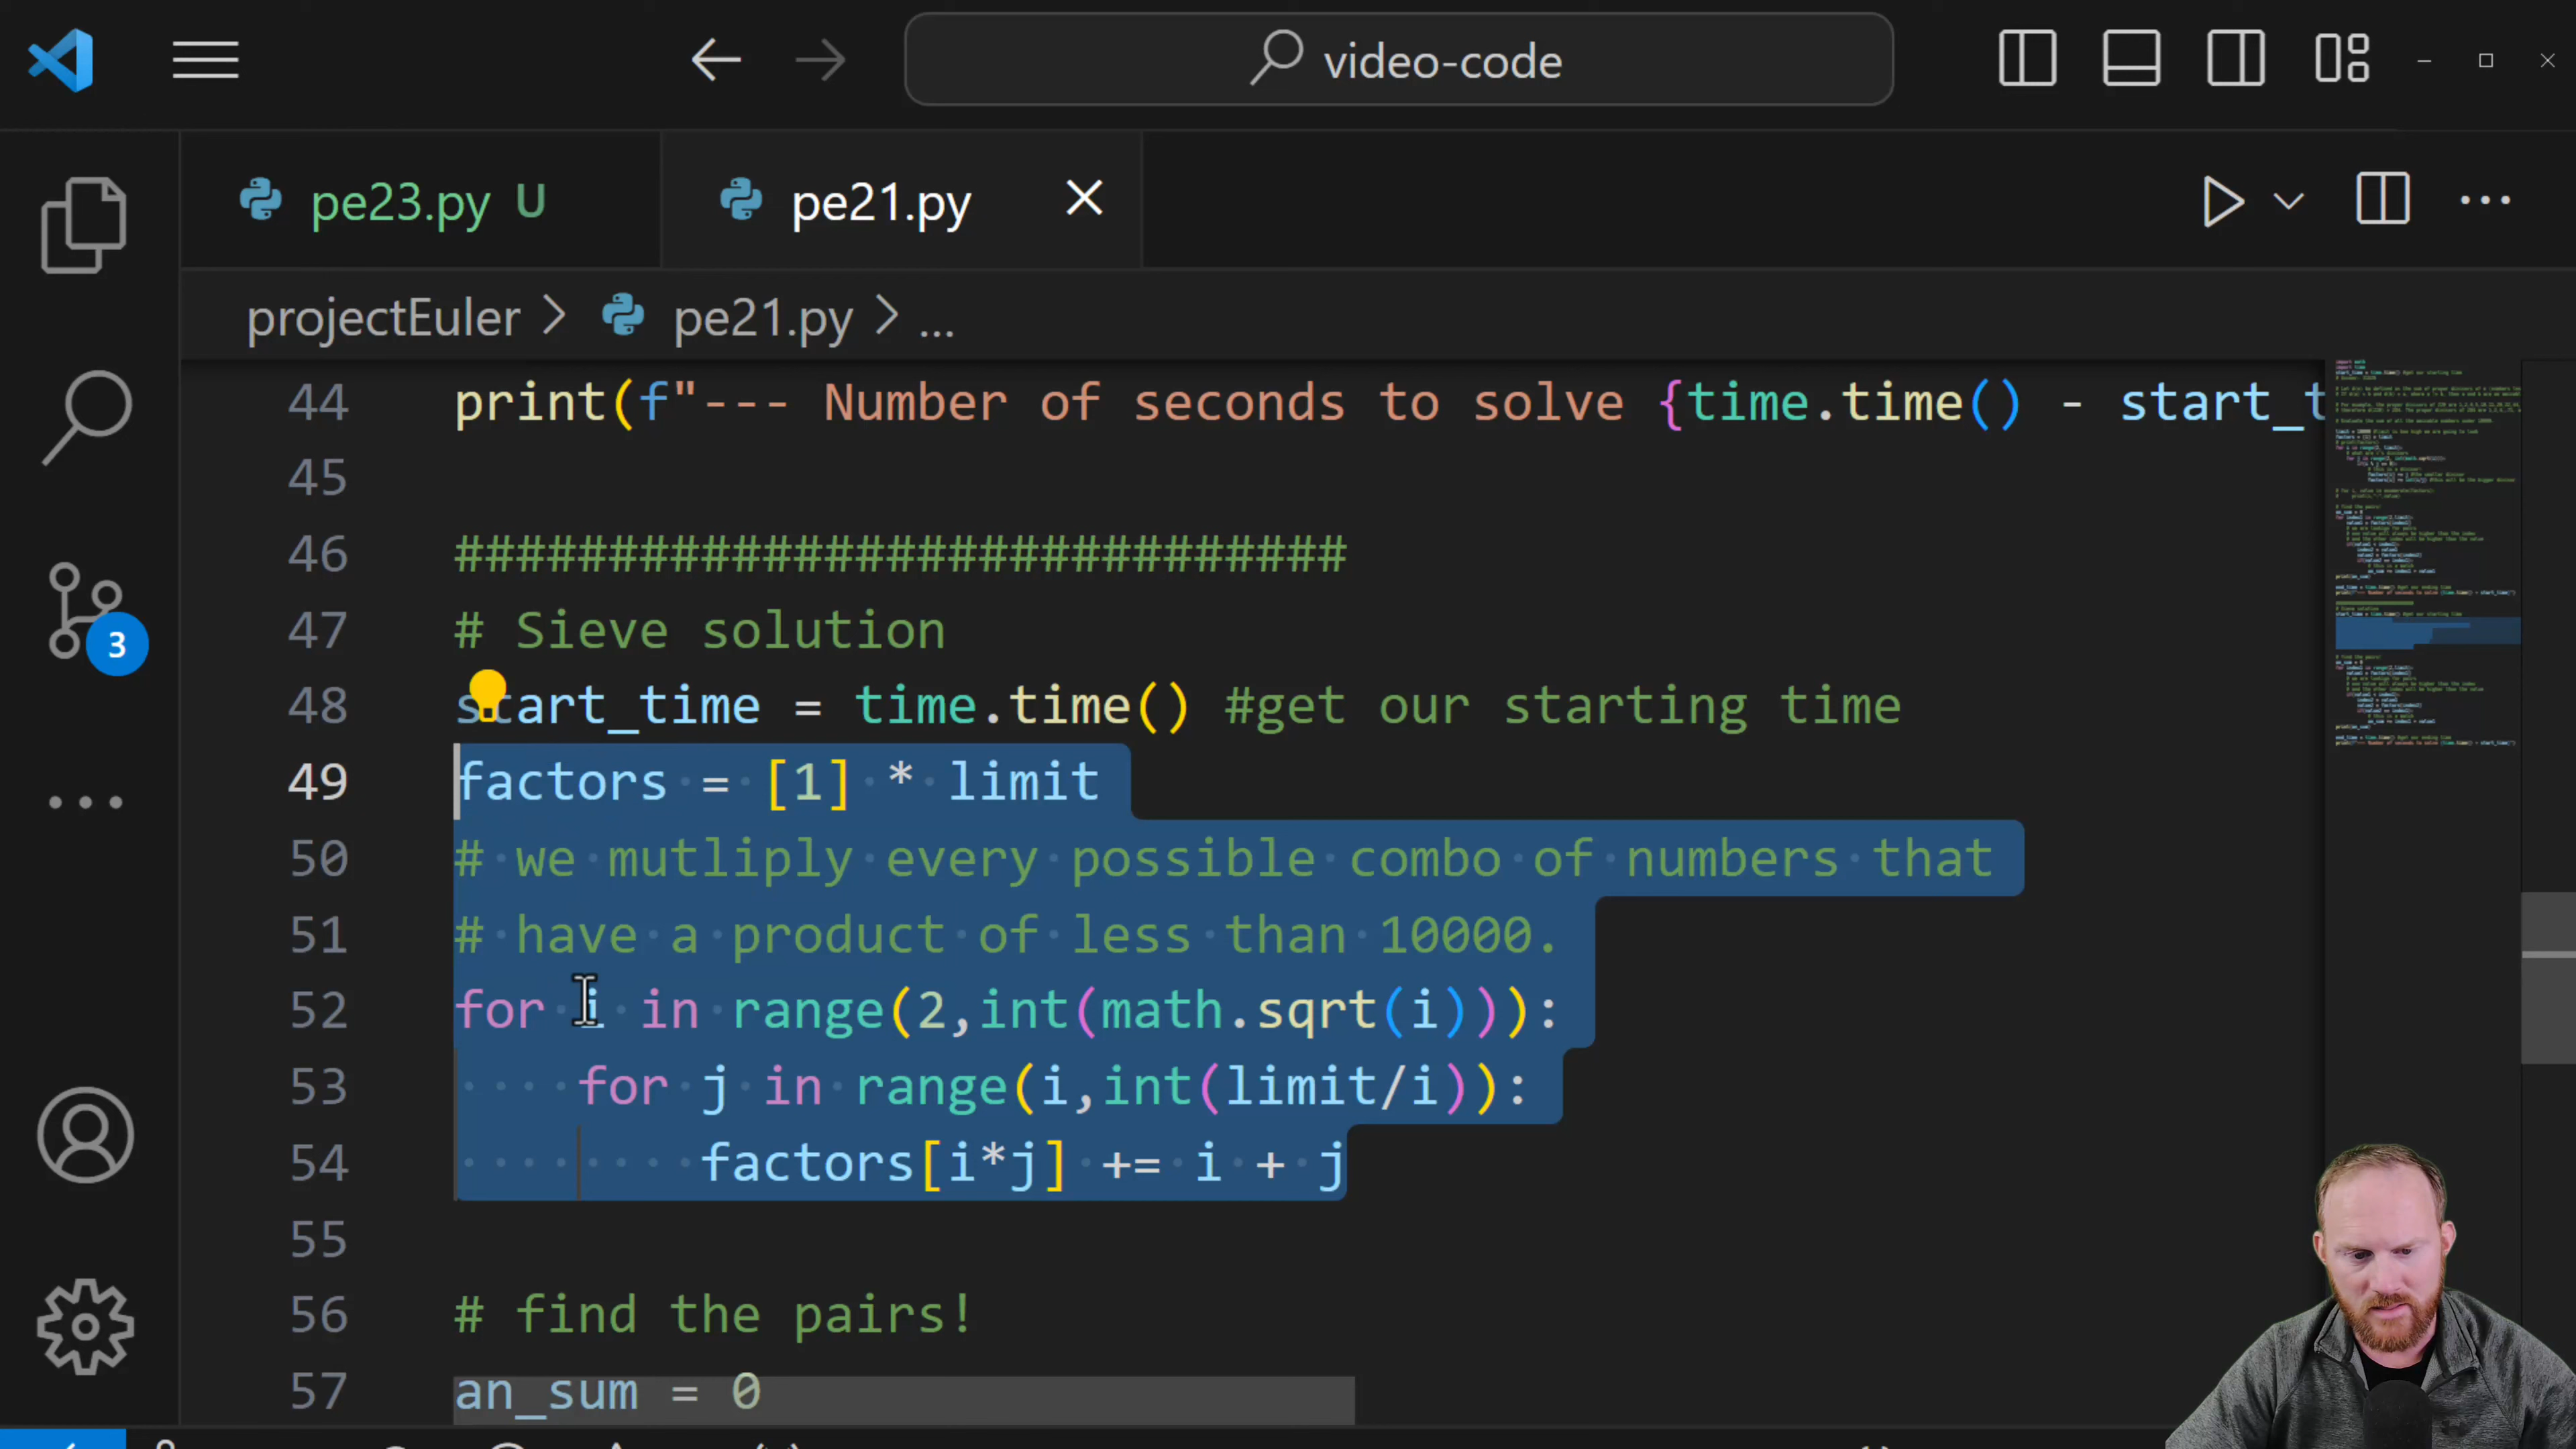 video-code
pe23.py U
pe21.py
projectEuler > pe21.py > ...
44 print(f"--- Number of seconds to solve {time.time() - start_t
45
46 #############################
47 # Sieve solution
48 start_time = time.time() #get our starting time
49 factors = [1] * limit
50 # we mutliply every possible combo of numbers that
51 # have a product of less than 10000.
52 for i in range(2,int(math.sqrt(i))):
53 for j in range(i,int(limit/i)):
54 factors[i*j] += i + j
55
56 # find the pairs!
57 an_sum = 0
3